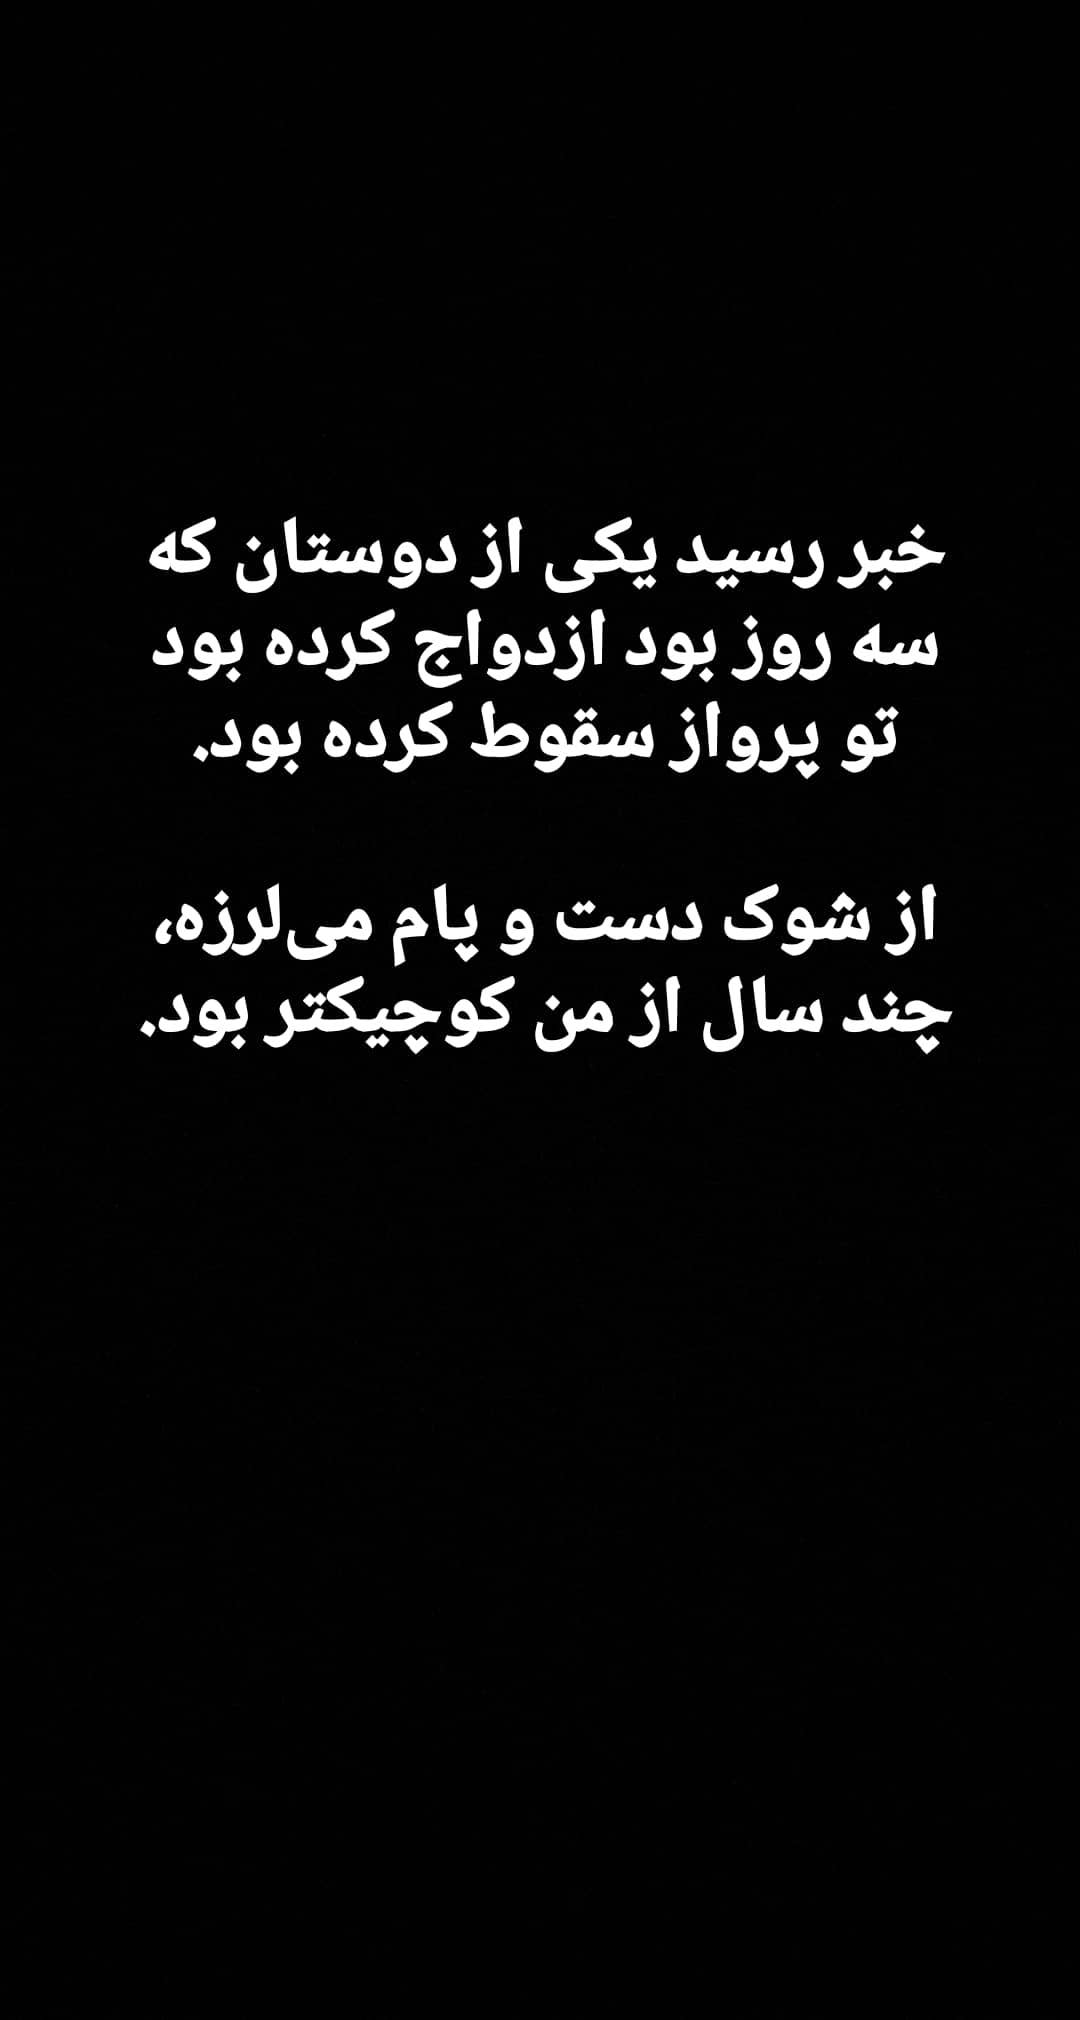 خبر رسید یکی از دوستان که
سه روز بود ازدواج کرده بود
تو پرواز سقوط کرده بود.
از شوک دست و پام می‌لرزه،
چند سال از من کوچیکتر بود.